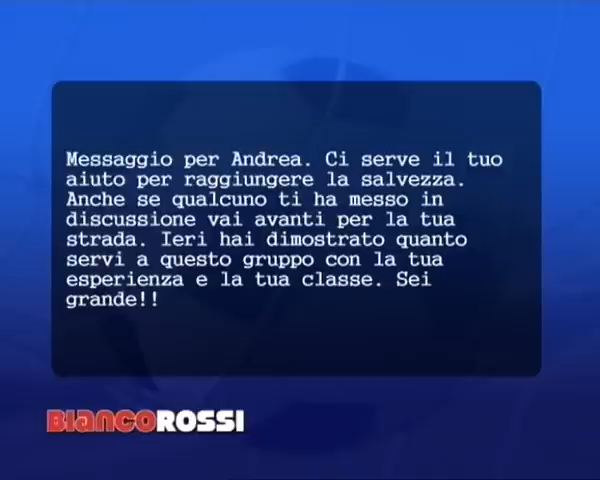 Messaggio per Andrea. Ci serve il tuo
aiuto per raggiungere la salvezza.
Anche se qualcuno ti ha messo in
discussione vai avanti per la tua
strada. Ieri hai dimostrato quanto
servi a questo gruppo con la tua
esperienza e la tua classe. Sei
grande!!
BIANCOROSSI